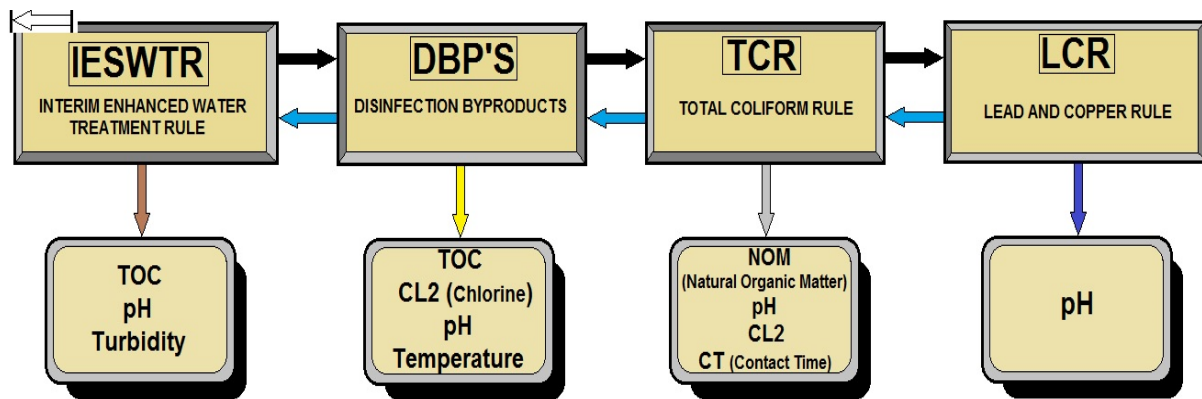 IESWTR
INTERIM ENHANCED WATER
TREATMENT RULE
DBP'S
DISINFECTION BYPRODUCTS
TCR
TOTAL COLIFORM RULE
LCR
LEAD AND COPPER RULE
TOC
pH
Turbidity
TOC
CL2 (Chlorine)
pH
Temperature
NOM
(Natural Organic Matter)
pH
CL2
CT (Contact Time)
pH